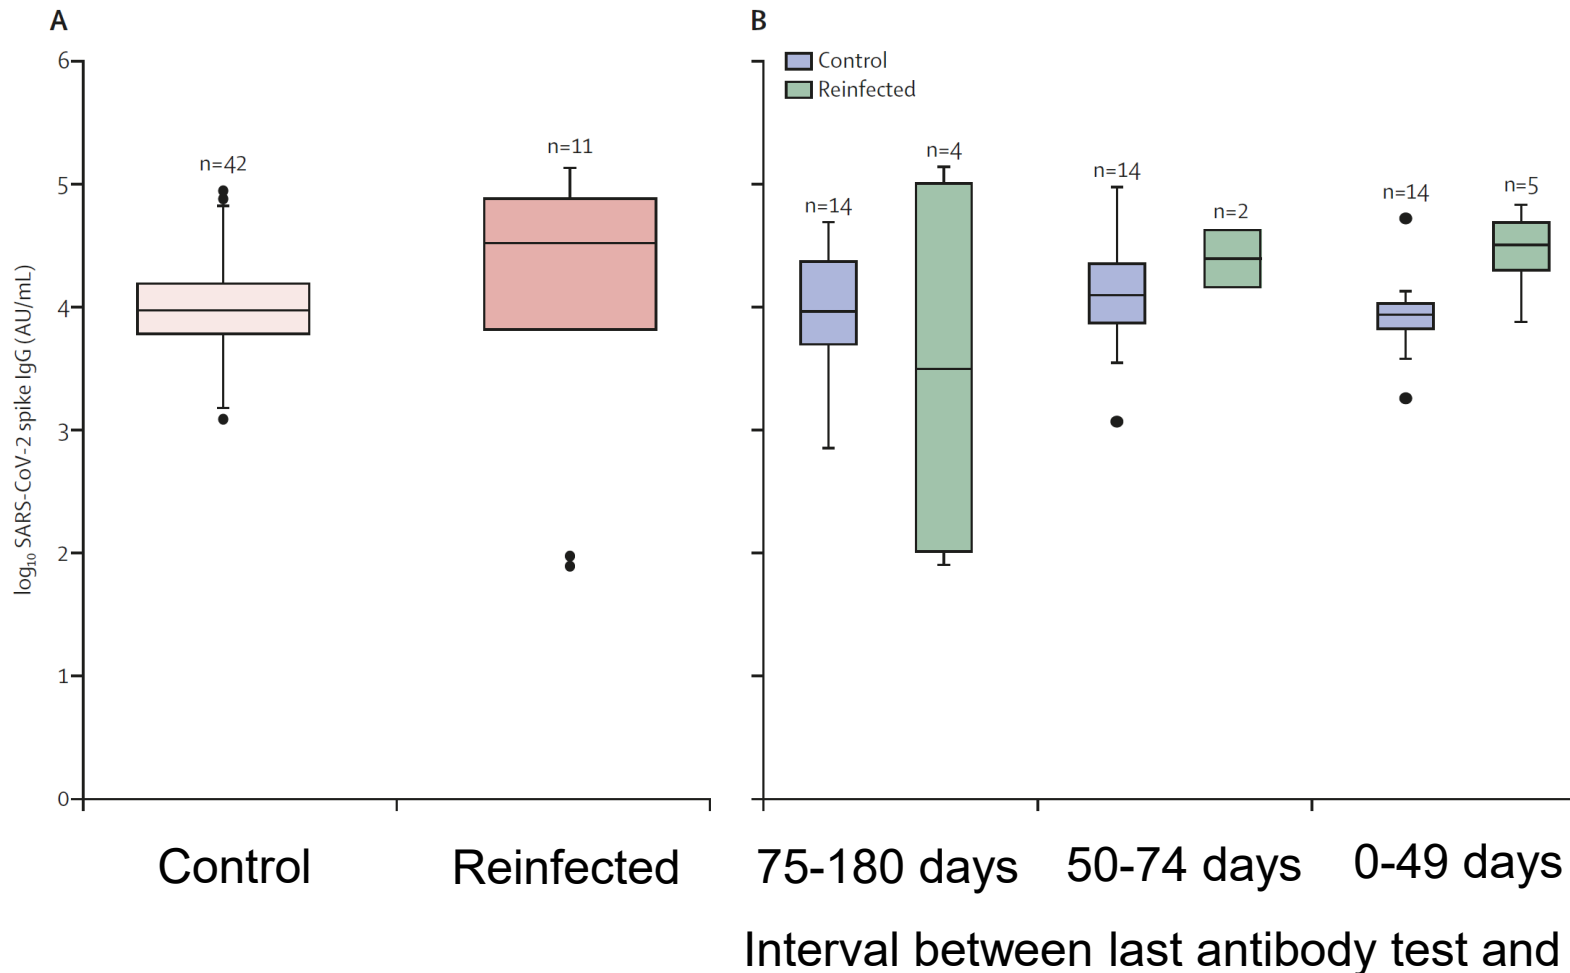 A
B
6
5
4
3
2
1
0
log₁₀ SARS-CoV-2 spike IgG (AU/mL)
n=42
n=11
Control
Reinfected
Control
Reinfected
n=14
n=4
n=14
n=2
n=14
n=5
75-180 days
50-74 days
0-49 days
Interval between last antibody test and